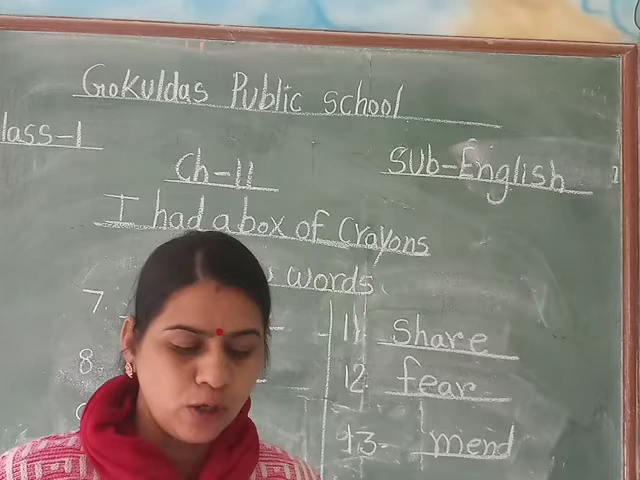 Gokuldas Public School
lass-1
Ch-11
Sub-English
I had a box of Crayons
words.
7.
11 share
8.
12 fear
13- mend